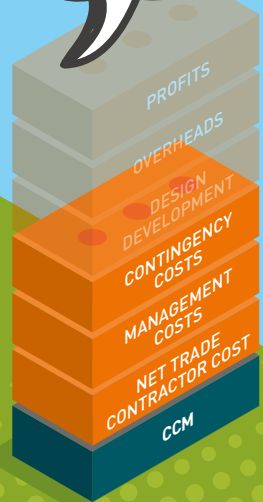 PROFITS
OVERHEADS
DESIGN
DEVELOPMENT
CONTINGENCY
COSTS
MANAGEMENT
COSTS
NET TRADE
CONTRACTOR COST
CCM